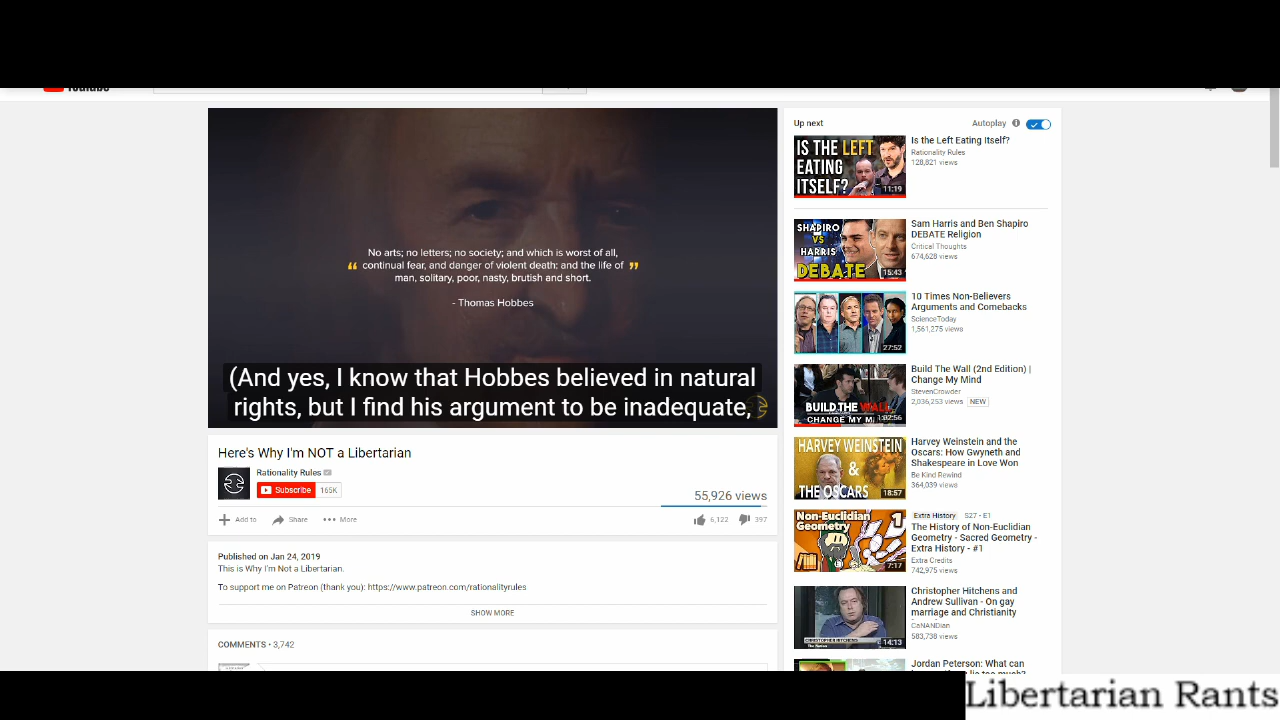 No arts; no letters; no society; and which is worst of all,
“ continual fear, and danger of violent death; and the life of ”
man, solitary, poor, nasty, brutish and short.
- Thomas Hobbes
(And yes, I know that Hobbes believed in natural
rights, but I find his argument to be inadequate,
Here's Why I'm NOT a Libertarian
Rationality Rules
Subscribe 165K
55,926 views
Add to Share More
6,122 397
Published on Jan 24, 2019
This is Why I'm Not a Libertarian.
To support me on Patreon (thank you): https://www.patreon.com/rationalityrules
SHOW MORE
COMMENTS • 3,742
Up next
Autoplay
IS THE LEFT
EATING
ITSELF?
11:19
Is the Left Eating Itself?
Rationality Rules
128,821 views
SHAPIRO
VS
HARRIS
DEBATE
15:43
Sam Harris and Ben Shapiro
DEBATE Religion
Critical Thoughts
674,628 views
27:52
10 Times Non-Believers
Arguments and Comebacks
ScienceToday
1,561,275 views
BUILD THE WALL
CHANGE MY M
1:02:56
Build The Wall (2nd Edition) |
Change My Mind
StevenCrowder
2,036,253 views NEW
HARVEY WEINSTEIN
&
THE OSCARS
18:57
Harvey Weinstein and the
Oscars: How Gwyneth and
Shakespeare in Love Won
Be Kind Rewind
364,039 views
Non-Euclidian
Geometry
1
7:17
Extra History S27 • E1
The History of Non-Euclidian
Geometry - Sacred Geometry -
Extra History - #1
Extra Credits
742,975 views
14:13
Christopher Hitchens and
Andrew Sullivan - On gay
marriage and Christianity
CaNANDian
583,738 views
Jordan Peterson: What can
Libertarian Rants